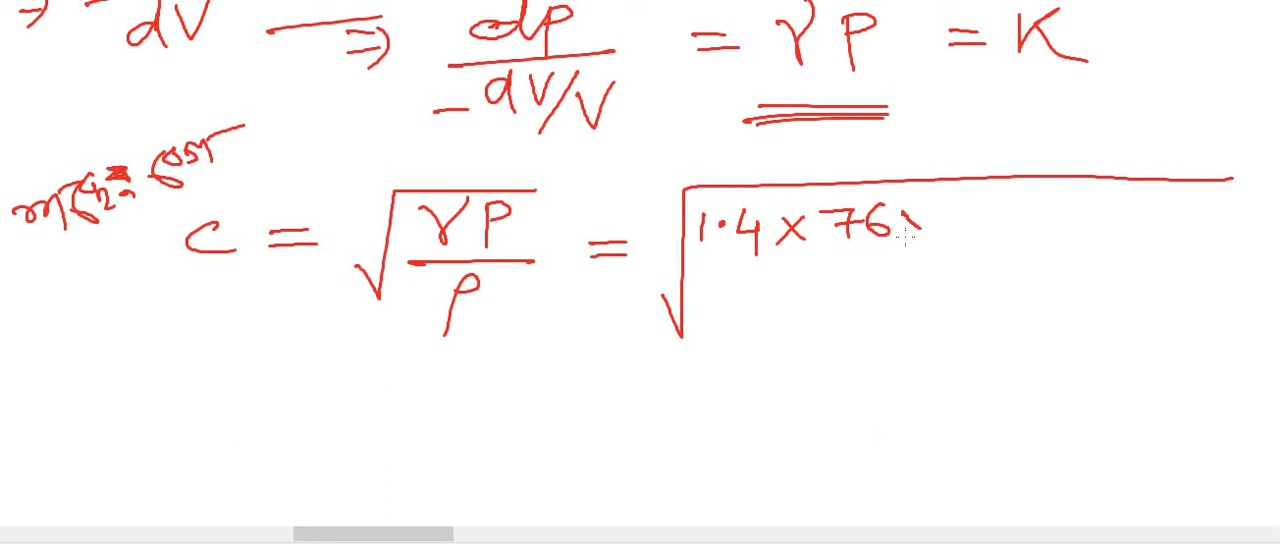 ⇒ dV ⟹ dP / (-dV/V) = γP = K
C = √(γP/ρ) = √(1.4 × 76